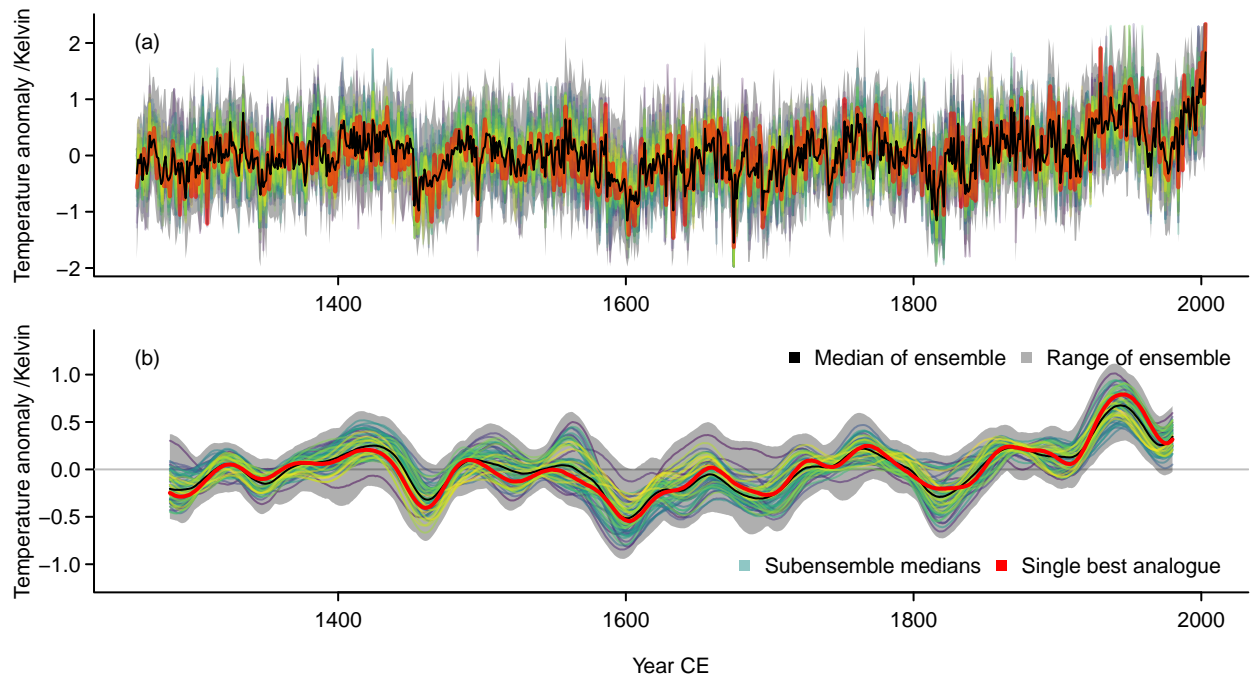 Temperature anomaly /Kelvin
(a)
2
1
0
−1
−2
1400 1600 1800 2000
Temperature anomaly /Kelvin
(b)
Median of ensemble Range of ensemble
1.0
0.5
0.0
−0.5
−1.0
Subensemble medians Single best analogue
1400 1600 1800 2000
Year CE